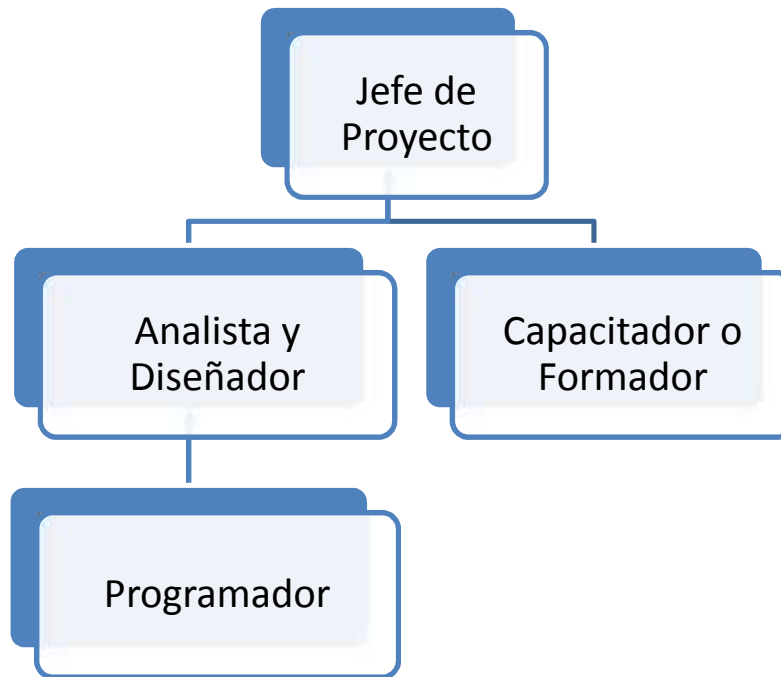 Jefe de
Proyecto
Analista y
Diseñador
Capacitador o
Formador
Programador